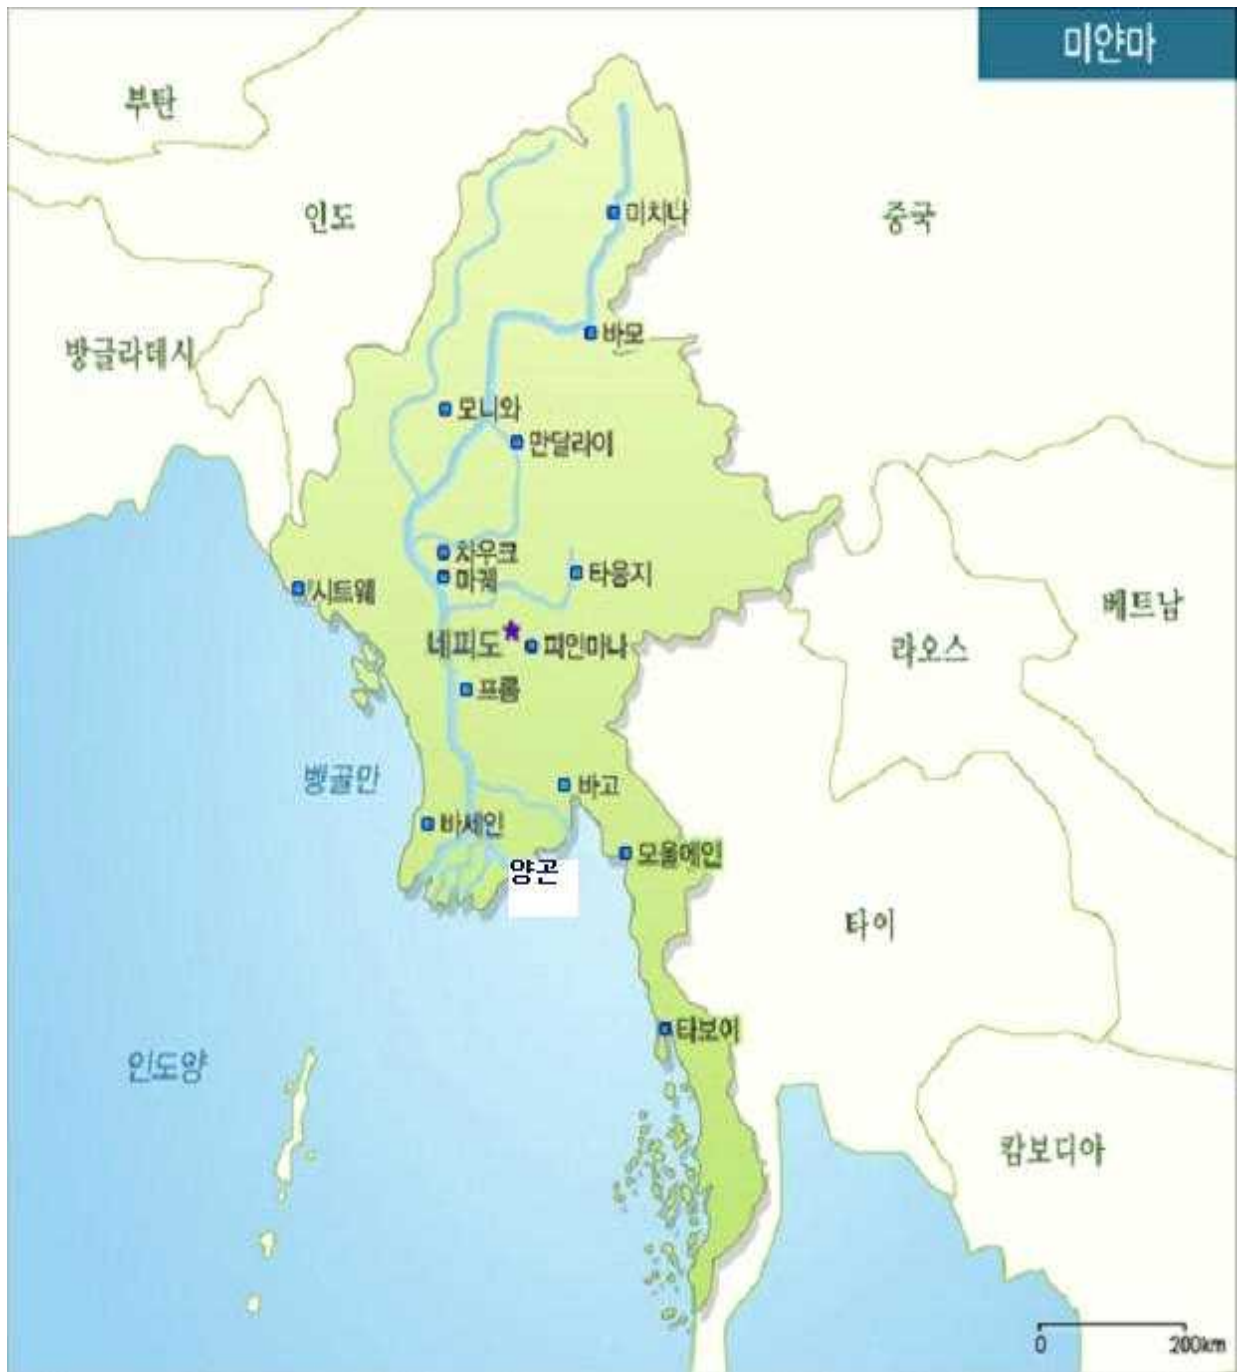 미얀마
부탄
인도
미치나
중국
바모
방글라데시
모니와
만달라이
차우크
마궤
타웅지
시트웨
베트남
네피도
피인마나
라오스
프롬
벵골만
바고
바세인
모울메인
양곤
타이
타보이
인도양
캄보디아
0 200km